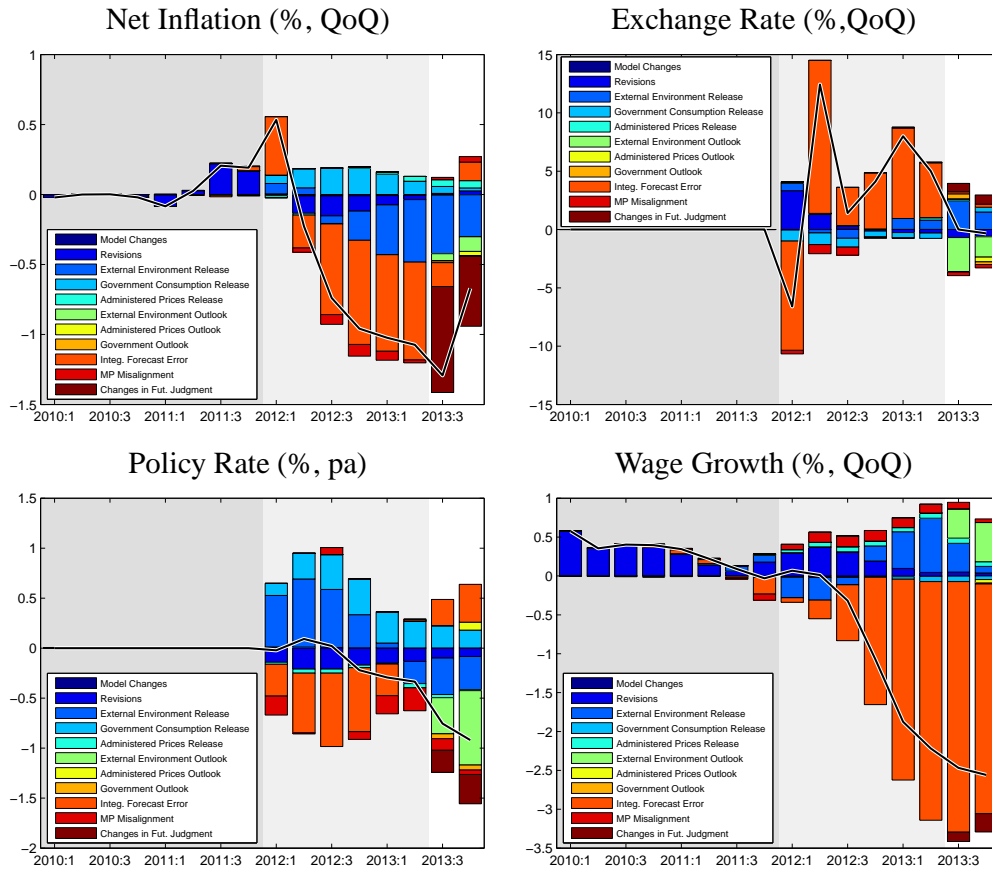 Net Inflation (%, QoQ)
1
0.5
0
−0.5
−1
−1.5
Model Changes
Revisions
External Environment Release
Government Consumption Release
Administered Prices Release
External Environment Outlook
Administered Prices Outlook
Government Outlook
Integ. Forecast Error
MP Misalignment
Changes in Fut. Judgment
2010:1 2010:3 2011:1 2011:3 2012:1 2012:3 2013:1 2013:3
Exchange Rate (%,QoQ)
15
10
5
0
−5
−10
−15
Model Changes
Revisions
External Environment Release
Government Consumption Release
Administered Prices Release
External Environment Outlook
Administered Prices Outlook
Government Outlook
Integ. Forecast Error
MP Misalignment
Changes in Fut. Judgment
2010:1 2010:3 2011:1 2011:3 2012:1 2012:3 2013:1 2013:3
Policy Rate (%, pa)
1.5
1
0.5
0
−0.5
−1
−1.5
−2
Model Changes
Revisions
External Environment Release
Government Consumption Release
Administered Prices Release
External Environment Outlook
Administered Prices Outlook
Government Outlook
Integ. Forecast Error
MP Misalignment
Changes in Fut. Judgment
2010:1 2010:3 2011:1 2011:3 2012:1 2012:3 2013:1 2013:3
Wage Growth (%, QoQ)
1
0.5
0
−0.5
−1
−1.5
−2
−2.5
−3
−3.5
Model Changes
Revisions
External Environment Release
Government Consumption Release
Administered Prices Release
External Environment Outlook
Administered Prices Outlook
Government Outlook
Integ. Forecast Error
MP Misalignment
Changes in Fut. Judgment
2010:1 2010:3 2011:1 2011:3 2012:1 2012:3 2013:1 2013:3